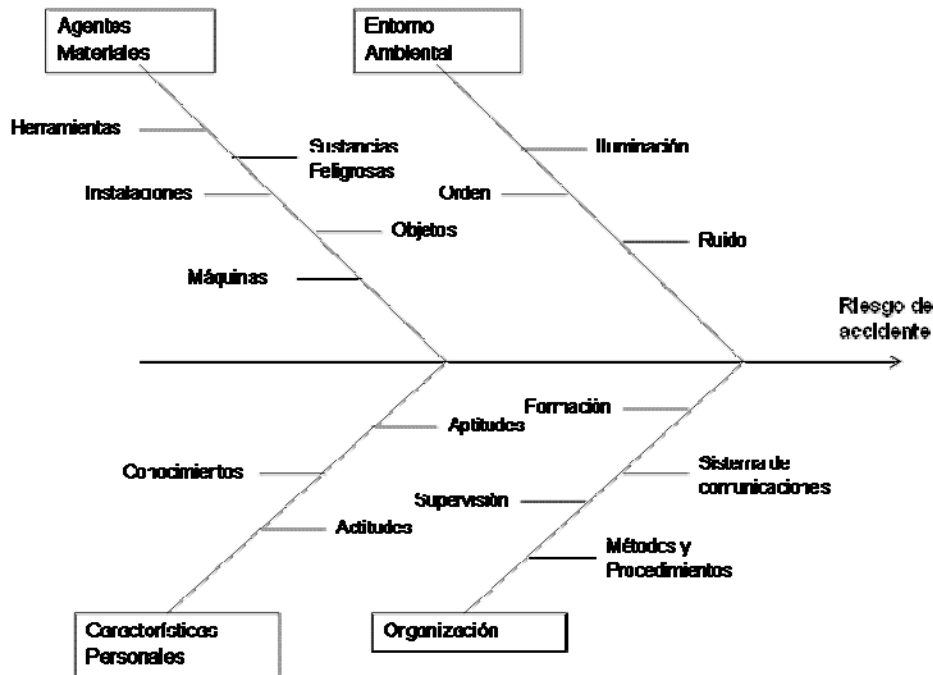 Agentes
Materiales
Entorno
Ambiental
Herramientas
Sustancias
Feligrosas
Iluminación
Instalaciones
Orden
Objetos
Ruido
Máquinas
Riesgo de
accidente
Formación
Aptitudes
Conocimientos
Sistema de
comunicaciones
Supervisión
Actitudes
Métodos y
Procedimientos
Características
Personales
Organización